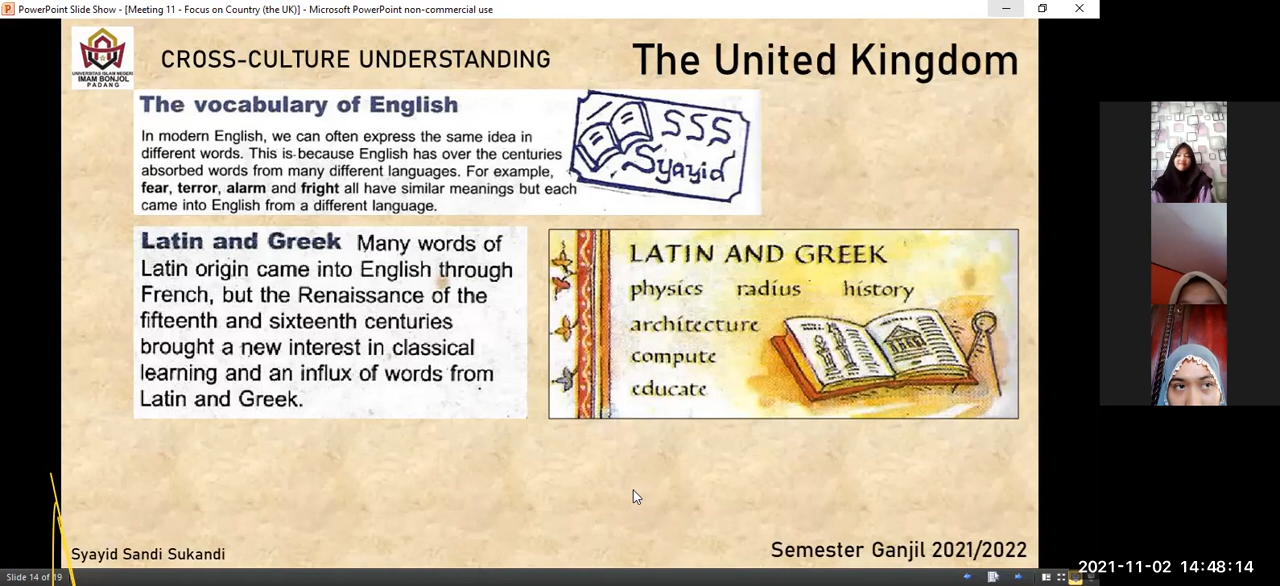 PowerPoint Slide Show - [Meeting 11 - Focus on Country (the UK)] - Microsoft PowerPoint non-commercial use
UNIVERSITAS ISLAM NEGERI
IMAM BONJOL
PADANG
CROSS-CULTURE UNDERSTANDING
The United Kingdom
The vocabulary of English
In modern English, we can often express the same idea in
different words. This is because English has over the centuries
absorbed words from many different languages. For example,
fear, terror, alarm and fright all have similar meanings but each
came into English from a different language.
SSS
Syayid
Latin and Greek Many words of
Latin origin came into English through
French, but the Renaissance of the
fifteenth and sixteenth centuries
brought a new interest in classical
learning and an influx of words from
Latin and Greek.
LATIN AND GREEK
physics radius history
architecture
compute
educate
Syayid Sandi Sukandi
Semester Ganjil 2021/2022
Slide 14 of 19
2021-11-02 14:48:14